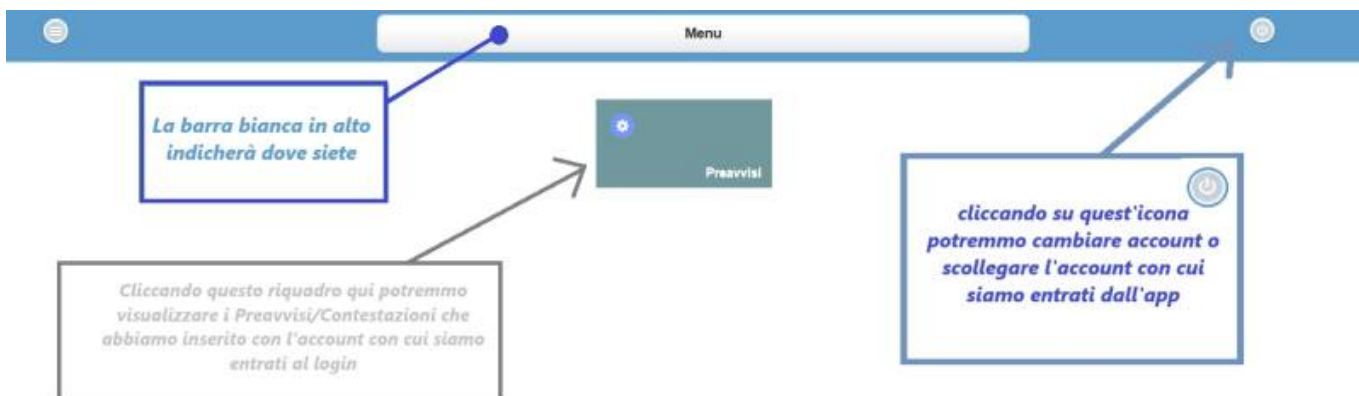 Menu
La barra bianca in alto
indicherà dove siete
Preavvisi
cliccando su quest'icona
potremmo cambiare account o
scollegare l'account con cui
siamo entrati dall'app
Cliccando questo riquadro qui potremmo
visualizzare i Preavvisi/Contestazioni che
abbiamo inserito con l'account con cui siamo
entrati al login